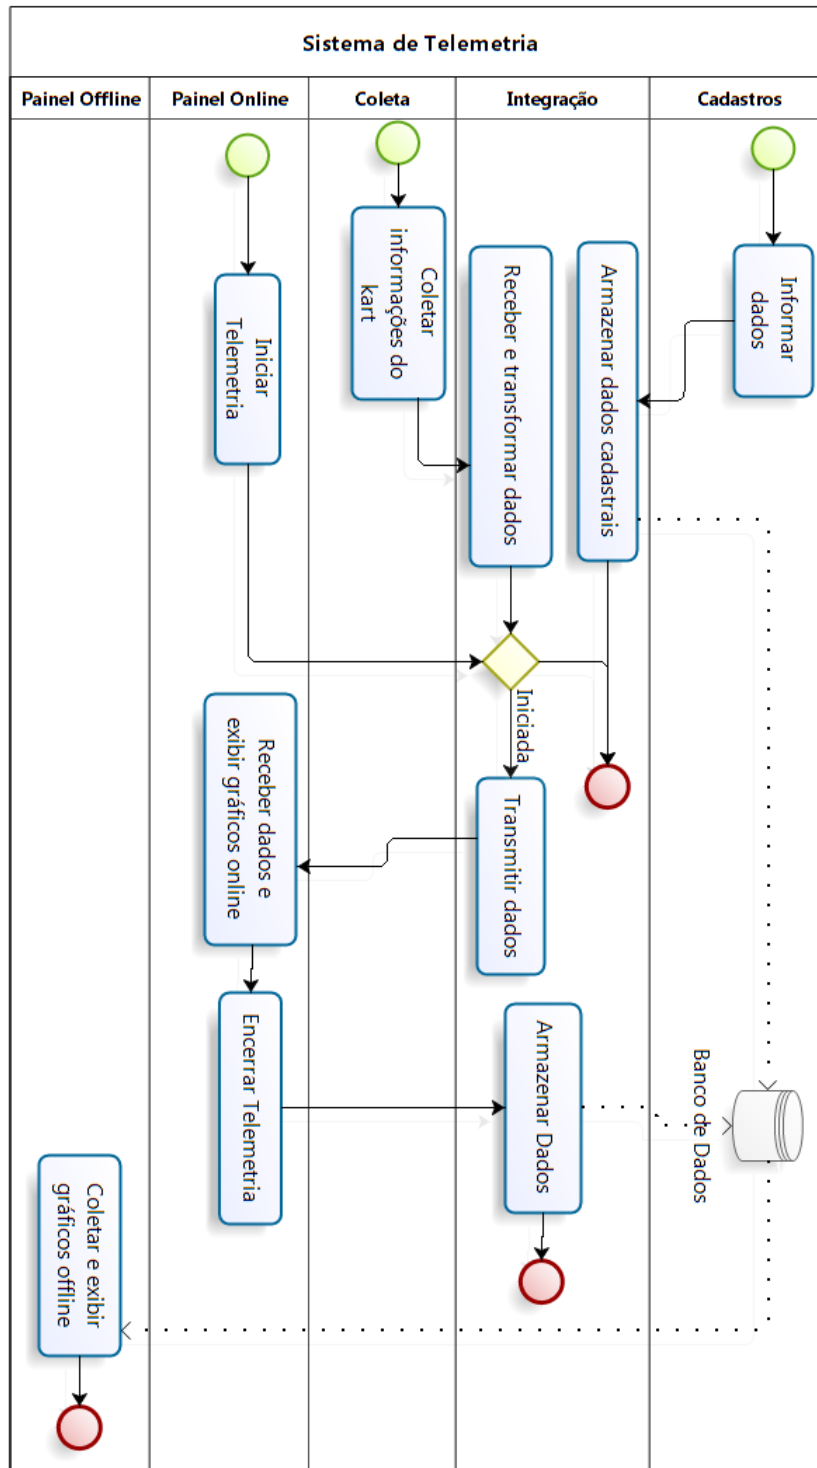 Sistema de Telemetria
Painel Offline
Painel Online
Coleta
Integração
Cadastros
Iniciar
Telemetria
Coletar
informações do
kart
Receber e transformar dados
Armazenar dados cadastrais
Informar
dados
Iniciada
Receber dados e
exibir gráficos online
Transmitir dados
Encerrar Telemetria
Armazenar Dados
Banco de Dados
Coletar e exibir
gráficos offline